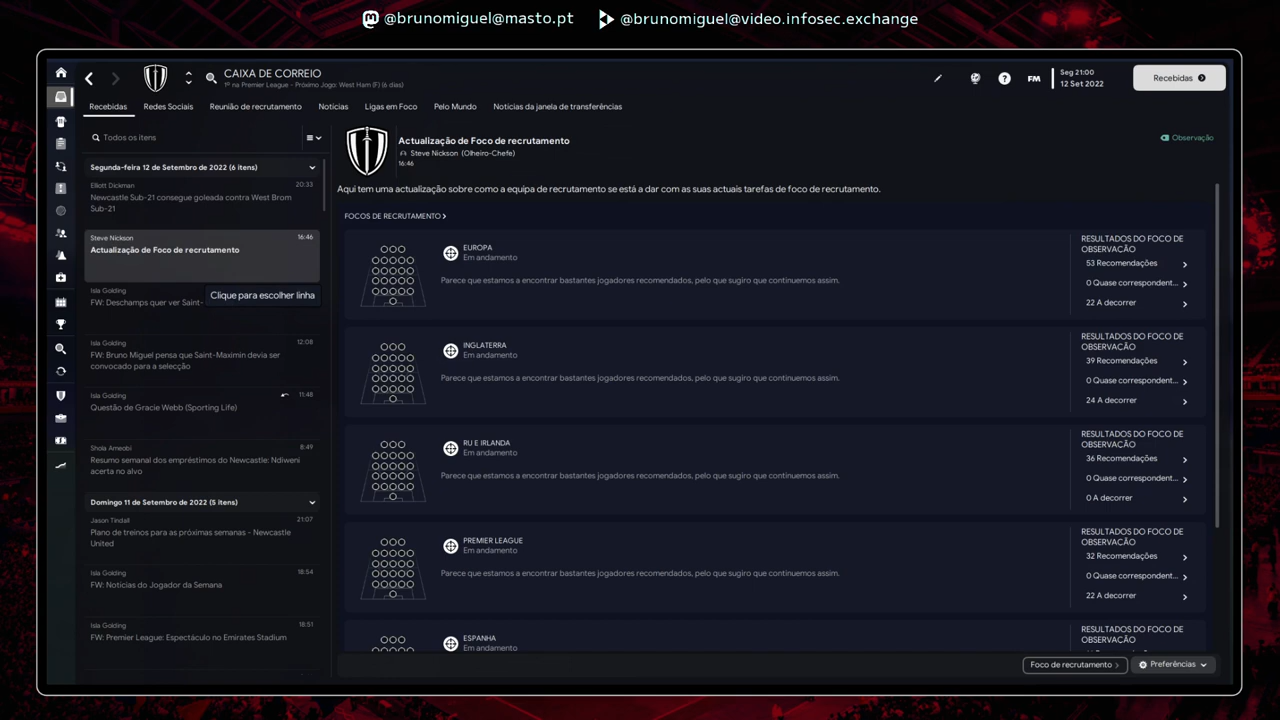 @brunomiguel@masto.pt
@brunomiguel@video.infosec.exchange
CAIXA DE CORREIO
1º na Premier League - Próximo Jogo: West Ham (F) (6 dias)
FM
Seg 21:00
12 Set 2022
Recebidas
Recebidas
Redes Sociais
Reunião de recrutamento
Notícias
Ligas em Foco
Pelo Mundo
Notícias da janela de transferências
Todos os itens
Segunda-feira 12 de Setembro de 2022 (6 itens)
Elliott Dickman 20:33
Newcastle Sub-21 consegue goleada contra West Brom
Sub-21
Steve Nickson 16:46
Actualização de Foco de recrutamento
Isla Golding
FW: Deschamps quer ver Saint-
Clique para escolher linha
Isla Golding 12:08
FW: Bruno Miguel pensa que Saint-Maximin devia ser
convocado para a selecção
Isla Golding 11:48
Questão de Gracie Webb (Sporting Life)
Shola Ameobi 8:49
Resumo semanal dos empréstimos do Newcastle: Ndiweni
acerta no alvo
Domingo 11 de Setembro de 2022 (5 itens)
Jason Tindall 21:07
Plano de treinos para as próximas semanas - Newcastle
United
Isla Golding 18:54
FW: Notícias do Jogador da Semana
Isla Golding 18:51
FW: Premier League: Espectáculo no Emirates Stadium
Actualização de Foco de recrutamento
Steve Nickson (Olheiro-Chefe)
16:46
Observação
Aqui tem uma actualização sobre como a equipa de recrutamento se está a dar com as suas actuais tarefas de foco de recrutamento.
FOCOS DE RECRUTAMENTO
EUROPA
Em andamento
Parece que estamos a encontrar bastantes jogadores recomendados, pelo que sugiro que continuemos assim.
RESULTADOS DO FOCO DE
OBSERVAÇÃO
53 Recomendações
0 Quase correspondent...
22 A decorrer
INGLATERRA
Em andamento
Parece que estamos a encontrar bastantes jogadores recomendados, pelo que sugiro que continuemos assim.
RESULTADOS DO FOCO DE
OBSERVAÇÃO
39 Recomendações
0 Quase correspondent...
24 A decorrer
RU E IRLANDA
Em andamento
Parece que estamos a encontrar bastantes jogadores recomendados, pelo que sugiro que continuemos assim.
RESULTADOS DO FOCO DE
OBSERVAÇÃO
36 Recomendações
0 Quase correspondent...
0 A decorrer
PREMIER LEAGUE
Em andamento
Parece que estamos a encontrar bastantes jogadores recomendados, pelo que sugiro que continuemos assim.
RESULTADOS DO FOCO DE
OBSERVAÇÃO
32 Recomendações
0 Quase correspondent...
22 A decorrer
ESPANHA
Em andamento
RESULTADOS DO FOCO DE
OBSERVAÇÃO
Foco de recrutamento
Preferências